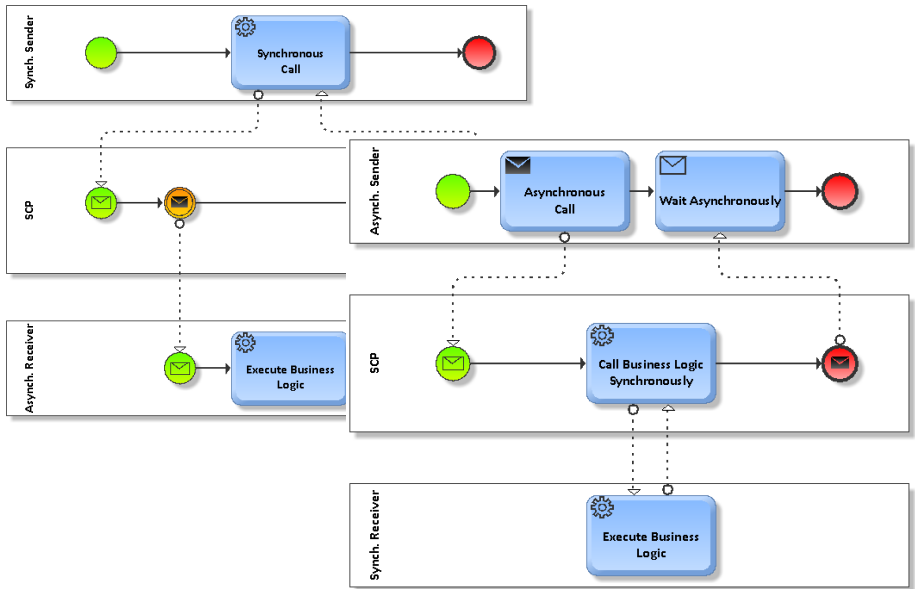 Synch. Sender
Synchronous
Call
SCP
Asynch. Receiver
Execute Business
Logic
Asynch. Sender
Asynchronous
Call
Wait Asynchronously
SCP
Call Business Logic
Synchronously
Synch. Receiver
Execute Business
Logic